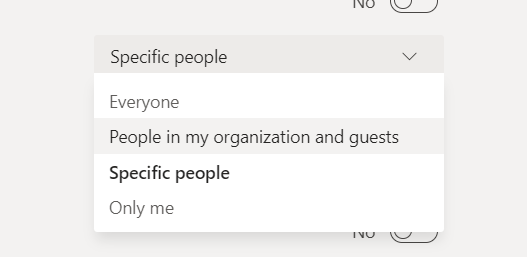 No
Specific people
Everyone
People in my organization and guests
Specific people
Only me
No